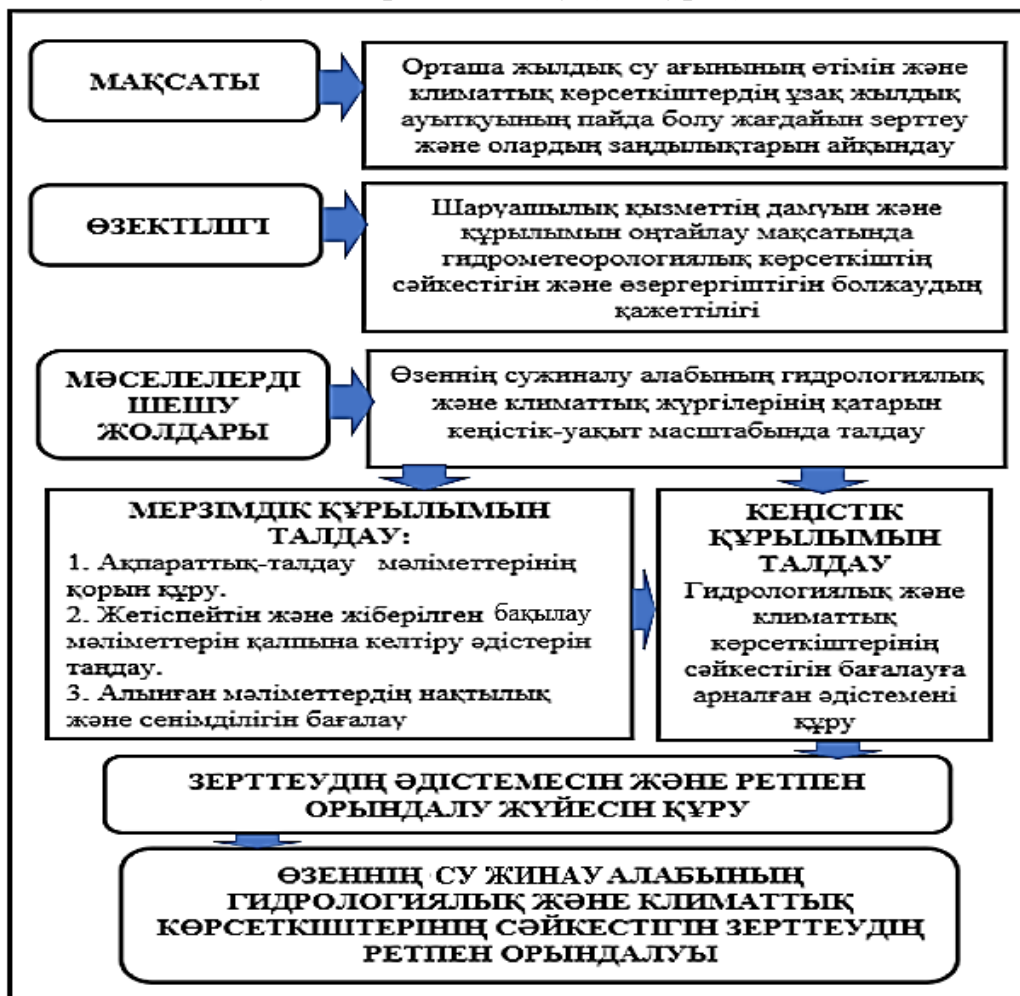 МАҚСАТЫ
Орташа жылдық су ағынының өтімін және
климаттық көрсеткіштердің ұзақ жылдық
ауытқуының пайда болу жағдайын зерттеу
және олардың заңдылықтарын айқындау
ӨЗЕКТІЛІГІ
Шаруашылық қызметтің дамуын және
құрылымын оңтайлау мақсатында
гидрометеорологиялық көрсеткіштің
сәйкестігін және өзергергіштігін болжаудың
қажеттілігі
МӘСЕЛЕЛЕРДІ
ШЕШУ
ЖОЛДАРЫ
Өзеннің сужиналу алабының гидрологиялық
және климаттық жүргілерінің қатарын
кеңістік-уақыт масштабында талдау
МЕРЗІМДІК ҚҰРЫЛЫМЫН
ТАЛДАУ:
1. Ақпараттық-талдау мәліметтерінің
қорын құру.
2. Жетіспейтін және жіберілген бақылау
мәліметтерін қалпына келтіру әдістерін
таңдау.
3. Алынған мәліметтердің нақтылық
және сенімділігін бағалау
КЕҢІСТІК
ҚҰРЫЛЫМЫН
ТАЛДАУ
Гидрологиялық және
климаттық
көрсеткіштерінің
сәйкестігін бағалауға
арналған әдістемені
құру
ЗЕРТТЕУДІҢ ӘДІСТЕМЕСІН ЖӘНЕ РЕТПЕН
ОРЫНДАЛУ ЖҮЙЕСІН ҚҰРУ
ӨЗЕННІҢ СУ ЖИНАУ АЛАБЫНЫҢ
ГИДРОЛОГИЯЛЫҚ ЖӘНЕ КЛИМАТТЫҚ
КӨРСЕТКІШТЕРІНІҢ СӘЙКЕСТІГІН ЗЕРТТЕУДІҢ
РЕТПЕН ОРЫНДАЛУЫ